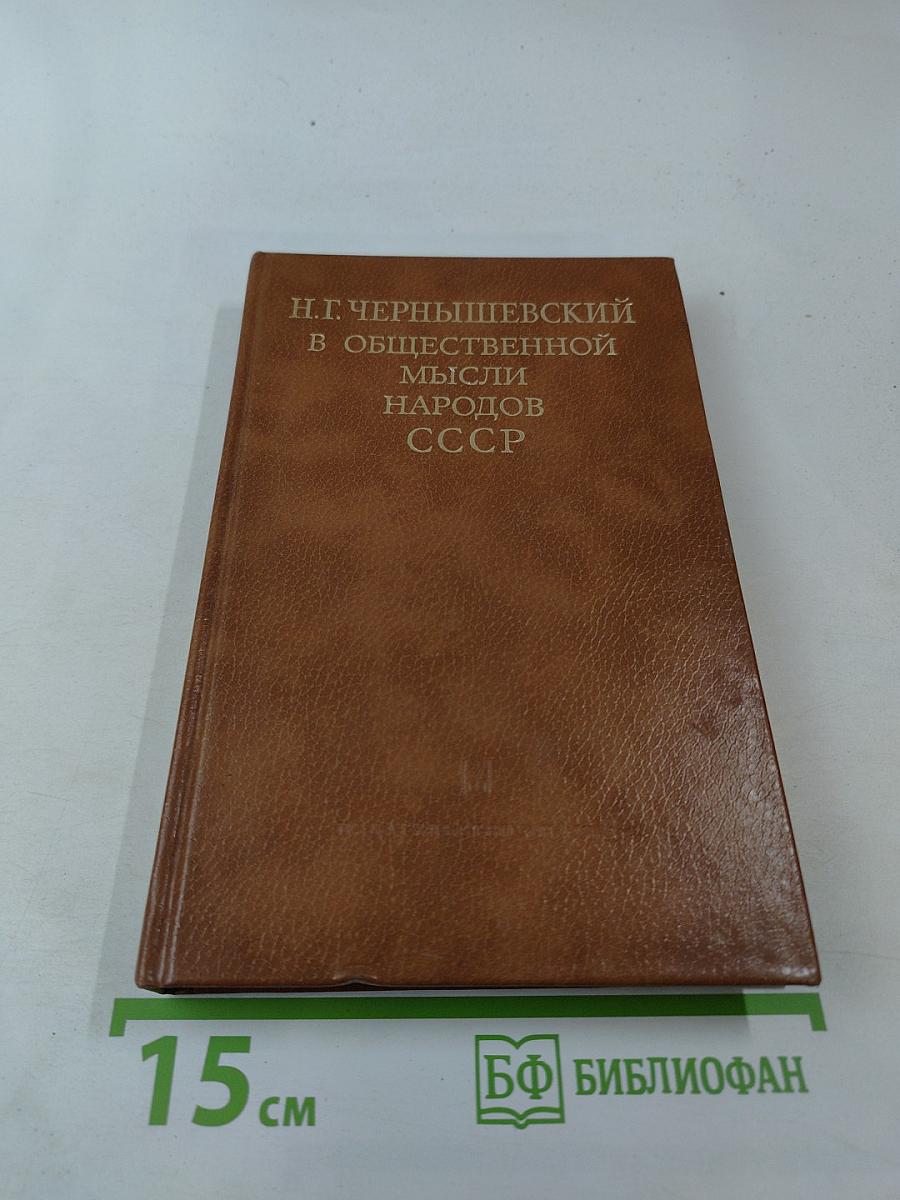 Н.Г. ЧЕРНЫШЕВСКИЙ
В ОБЩЕСТВЕННОЙ
МЫСЛИ
НАРОДОВ
СССР
15 см
БФ БИБЛИОФАН